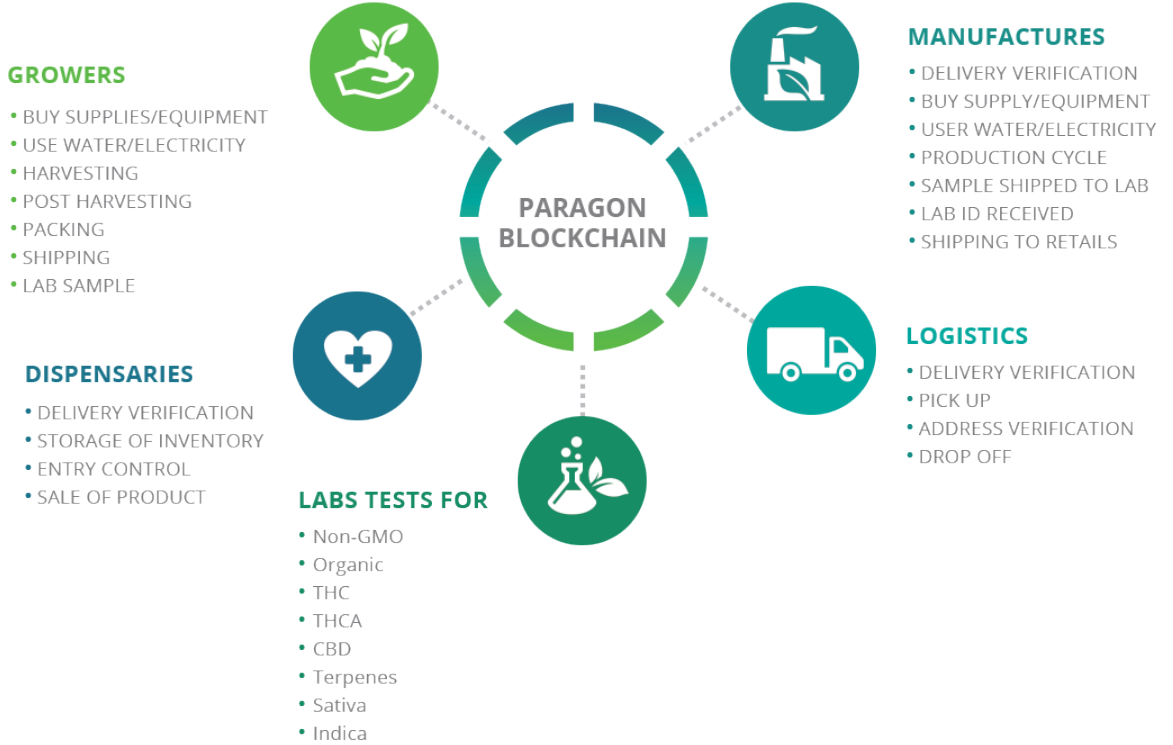 GROWERS
• BUY SUPPLIES/EQUIPMENT
• USE WATER/ELECTRICITY
• HARVESTING
• POST HARVESTING
• PACKING
• SHIPPING
• LAB SAMPLE
PARAGON
BLOCKCHAIN
MANUFACTURES
• DELIVERY VERIFICATION
• BUY SUPPLY/EQUIPMENT
• USER WATER/ELECTRICITY
• PRODUCTION CYCLE
• SAMPLE SHIPPED TO LAB
• LAB ID RECEIVED
• SHIPPING TO RETAILS
DISPENSARIES
• DELIVERY VERIFICATION
• STORAGE OF INVENTORY
• ENTRY CONTROL
• SALE OF PRODUCT
LOGISTICS
• DELIVERY VERIFICATION
• PICK UP
• ADDRESS VERIFICATION
• DROP OFF
LABS TESTS FOR
• Non-GMO
• Organic
• THC
• THCA
• CBD
• Terpenes
• Sativa
• Indica